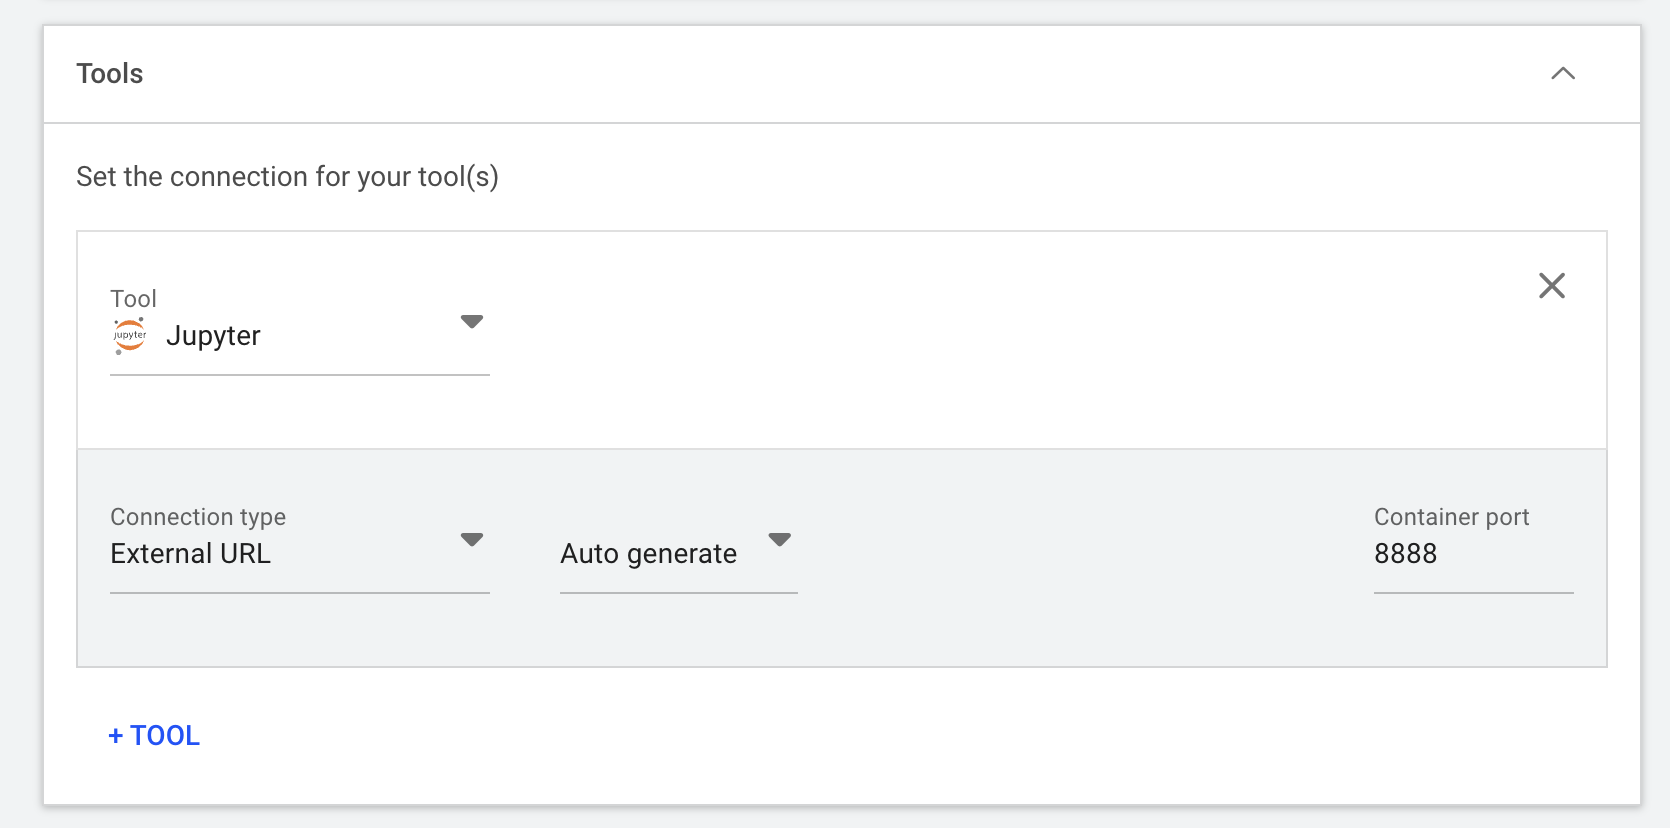 Tools
Set the connection for your tool(s)
Tool
jupyter Jupyter
Connection type
External URL
Auto generate
Container port
8888
+ TOOL